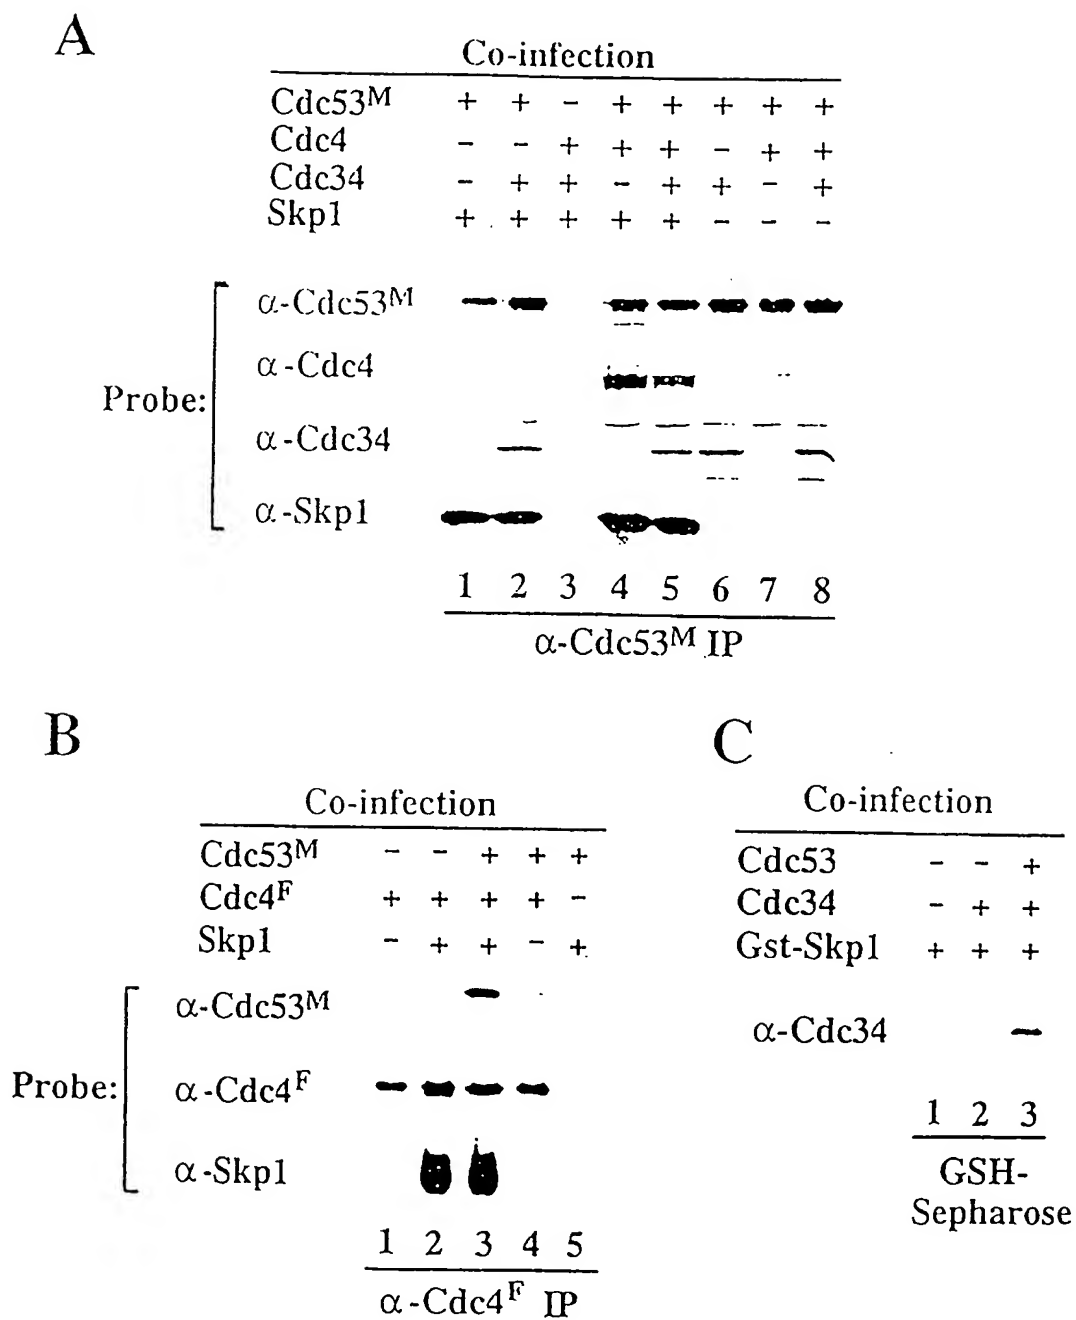 A
Co-infection
Cdc53M + + - + + + + +
Cdc4 - - + + + - + +
Cdc34 - + + - + + - +
Skp1 + + + + + - - -
α-Cdc53M
α-Cdc4
Probe:
α-Cdc34
α-Skp1
1 2 3 4 5 6 7 8
α-Cdc53M IP
B
Co-infection
Cdc53M - - + + +
Cdc4F + + + + -
Skp1 - + + - +
α-Cdc53M
Probe: α-Cdc4F
α-Skp1
1 2 3 4 5
α-Cdc4F IP
C
Co-infection
Cdc53 - - +
Cdc34 - + +
Gst-Skp1 + + +
α-Cdc34
1 2 3
GSH-
Sepharose